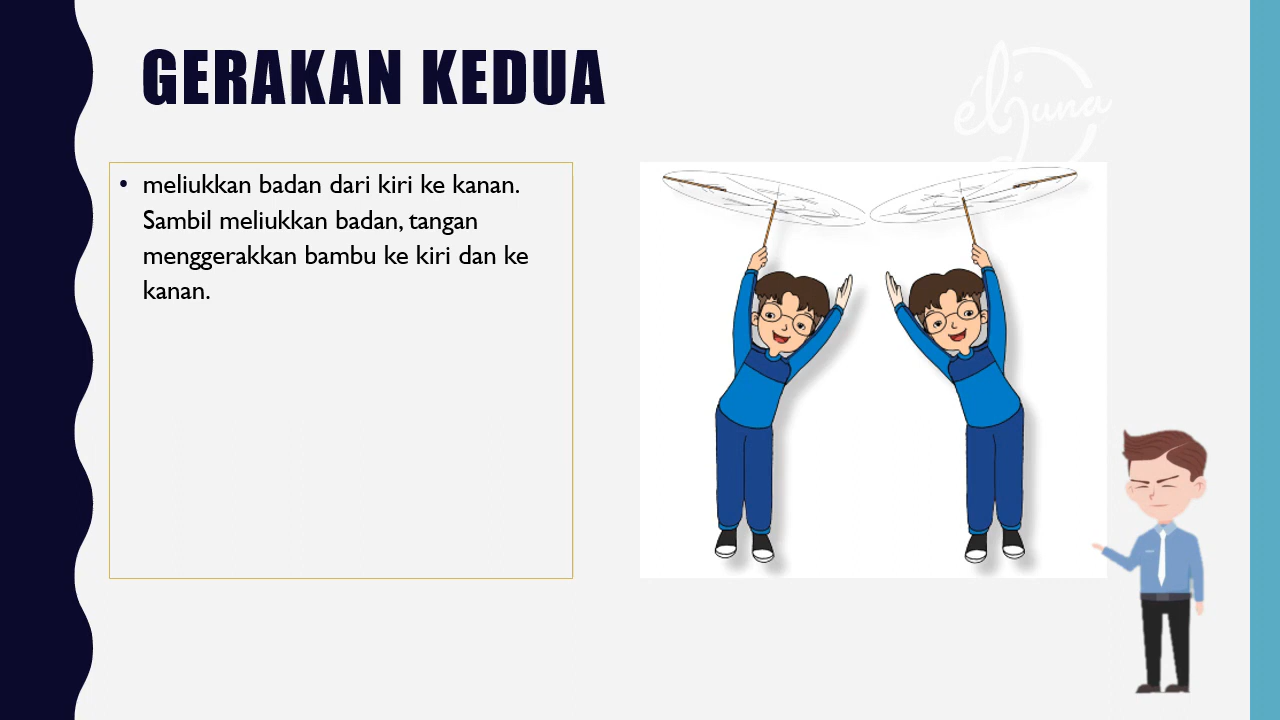 GERAKAN KEDUA
éljuna
• meliukkan badan dari kiri ke kanan.
Sambil meliukkan badan, tangan
menggerakkan bambu ke kiri dan ke
kanan.